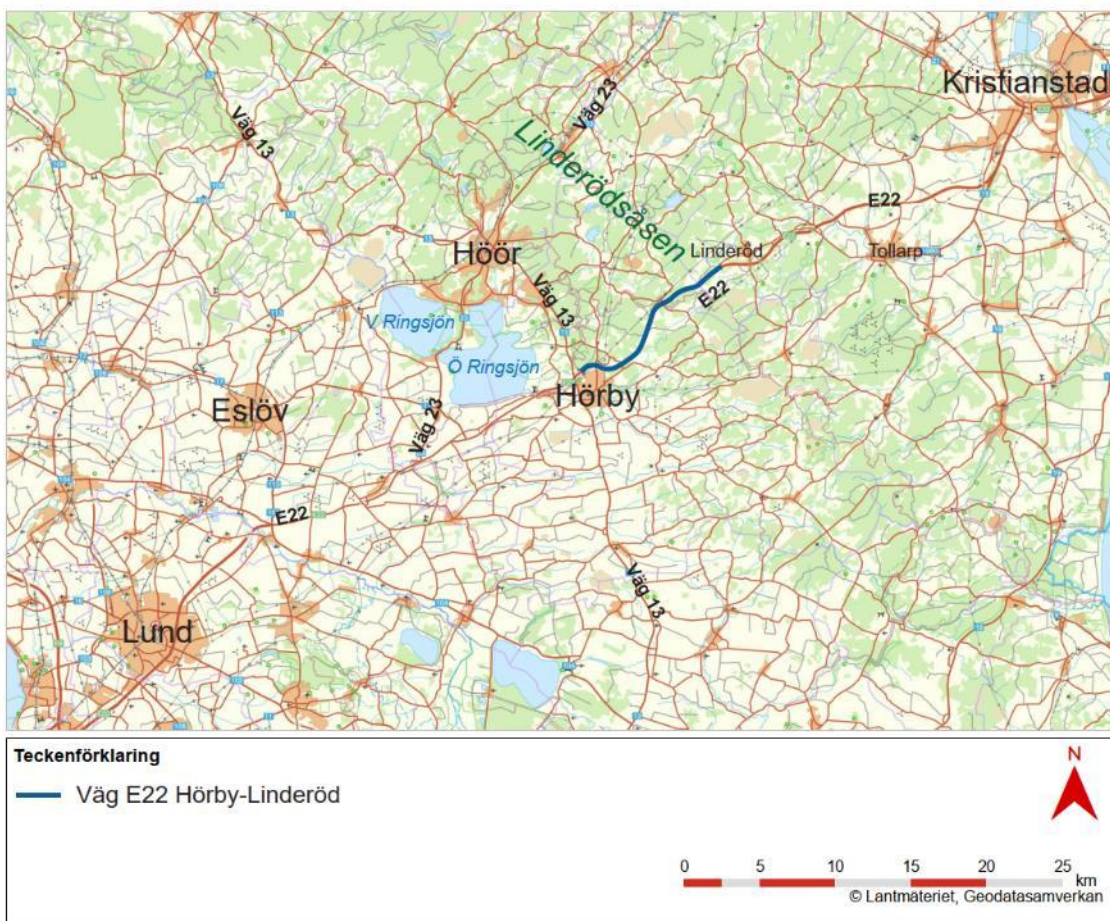 Kristianstad
Väg 23
Väg 13
Linderödsåsen
E22
Höör
Linderöd
Tollarp
Väg 13
E22
V Ringsjön
Ö Ringsjön
Hörby
Eslöv
Väg 23
E22
Väg 13
Lund
Teckenförklaring
Väg E22 Hörby-Linderöd
N
0 5 10 15 20 25
km
© Lantmäteriet, Geodatasamverkan